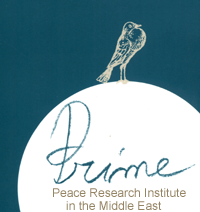 Prime
Peace Research Institute
in the Middle East